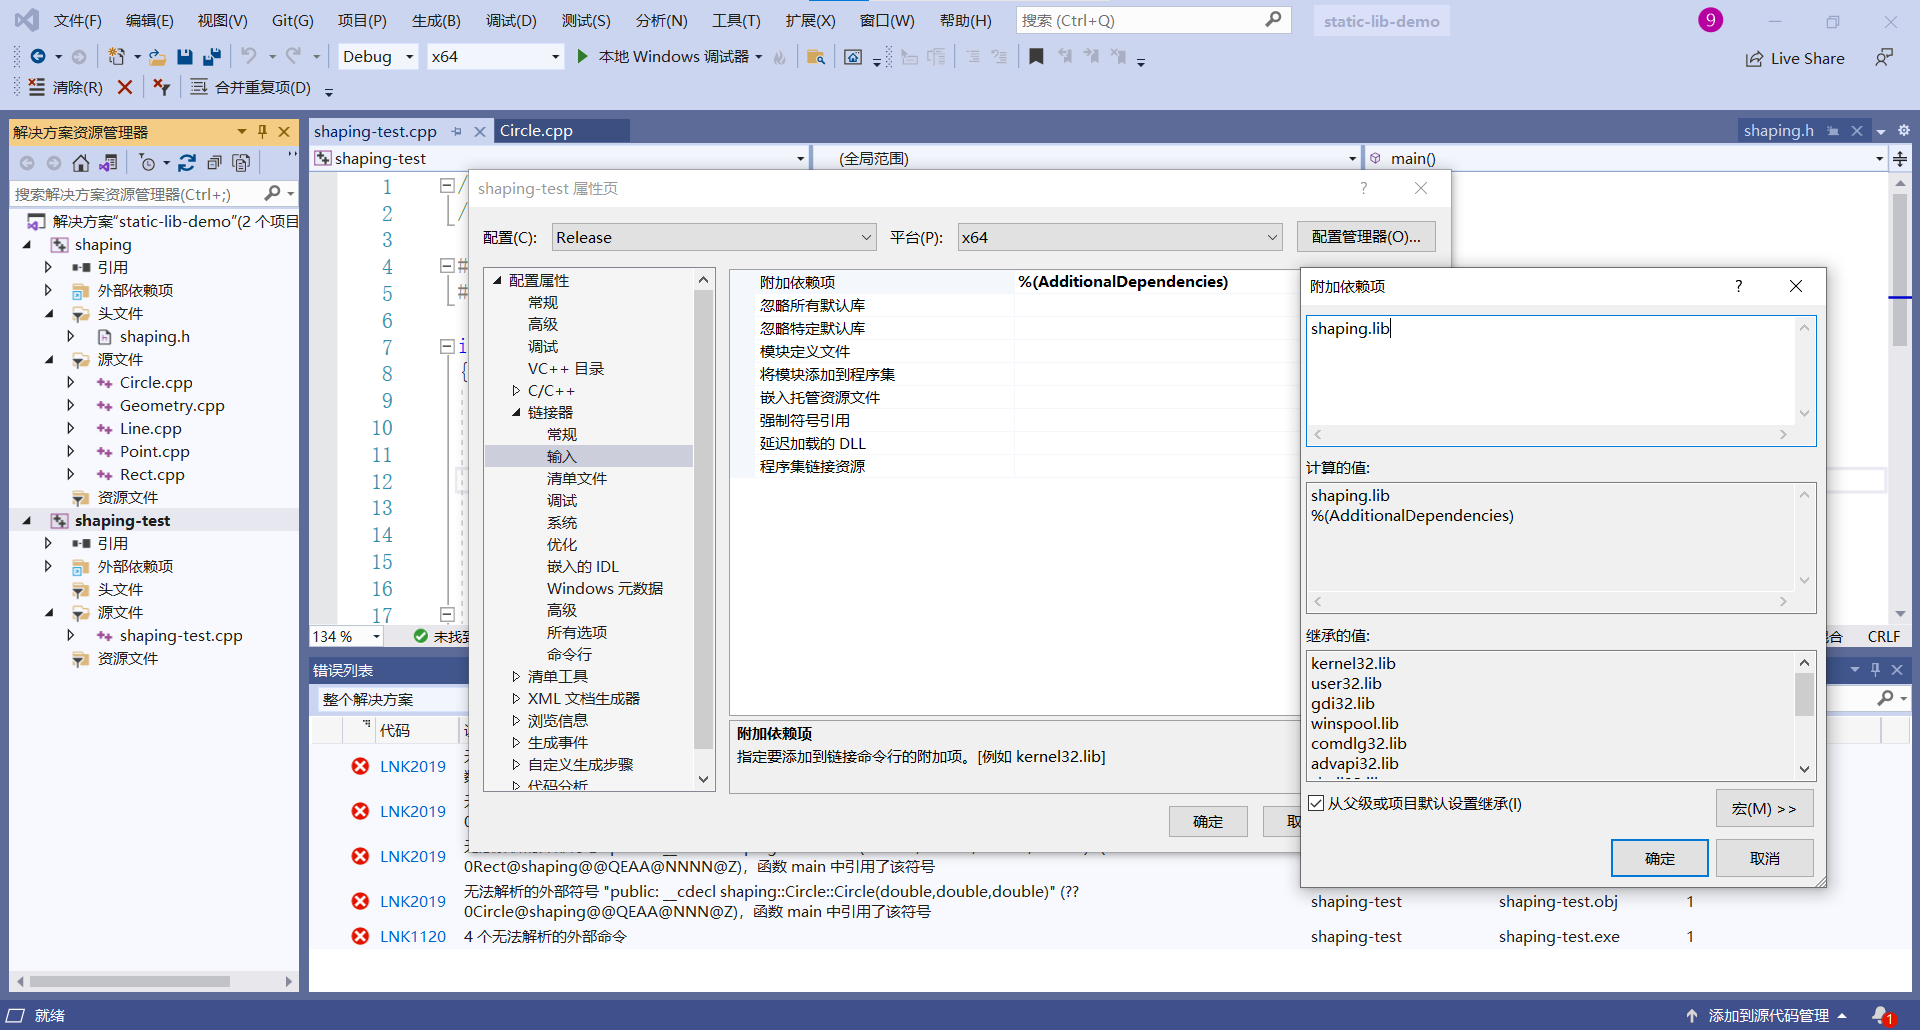 文件(F) 编辑(E) 视图(V) Git(G) 项目(P) 生成(B) 调试(D) 测试(S) 分析(N) 工具(T) 扩展(X) 窗口(W) 帮助(H) 搜索 (Ctrl+Q) static-lib-demo 9
Debug x64 本地 Windows 调试器 Live Share
清除(R) 合并重复项(D)
解决方案资源管理器
搜索解决方案资源管理器(Ctrl+;)
解决方案"static-lib-demo"(2 个项目
shaping
引用
外部依赖项
头文件
shaping.h
源文件
Circle.cpp
Geometry.cpp
Line.cpp
Point.cpp
Rect.cpp
资源文件
shaping-test
引用
外部依赖项
头文件
源文件
shaping-test.cpp
资源文件
shaping-test.cpp Circle.cpp shaping.h
shaping-test (全局范围) main()
1 /
2 /
3
4 #
5 #
6
7 i
8 {
9
10
11
12
13
14
15
16
17
134 % 未找到 CRLF
shaping-test 属性页 ?
配置(C): Release 平台(P): x64 配置管理器(O)...
配置属性
常规
高级
调试
VC++ 目录
C/C++
链接器
常规
输入
清单文件
调试
系统
优化
嵌入的 IDL
Windows 元数据
高级
所有选项
命令行
清单工具
XML 文档生成器
浏览信息
生成事件
自定义生成步骤
代码分析
附加依赖项 %(AdditionalDependencies)
忽略所有默认库
忽略特定默认库
模块定义文件
将模块添加到程序集
嵌入托管资源文件
强制符号引用
延迟加载的 DLL
程序集链接资源
附加依赖项
指定要添加到链接命令行的附加项。[例如 kernel32.lib]
确定 取
附加依赖项 ?
shaping.lib
计算的值:
shaping.lib
%(AdditionalDependencies)
继承的值:
kernel32.lib
user32.lib
gdi32.lib
winspool.lib
comdlg32.lib
advapi32.lib
从父级或项目默认设置继承(I)
宏(M) >>
确定 取消
错误列表
整个解决方案
代码
LNK2019
LNK2019
LNK2019
0Rect@shaping@@QEAA@NNNN@Z)，函数 main 中引用了该符号
LNK2019 无法解析的外部符号 "public: __cdecl shaping::Circle::Circle(double,double,double)" (??
0Circle@shaping@@QEAA@NNN@Z)，函数 main 中引用了该符号 shaping-test shaping-test.obj 1
LNK1120 4 个无法解析的外部命令 shaping-test shaping-test.exe 1
就绪 添加到源代码管理 1